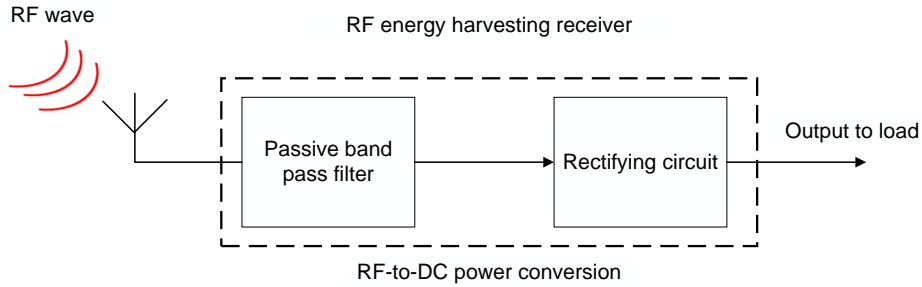 RF wave
RF energy harvesting receiver
Passive band
pass filter
Rectifying circuit
Output to load
RF-to-DC power conversion